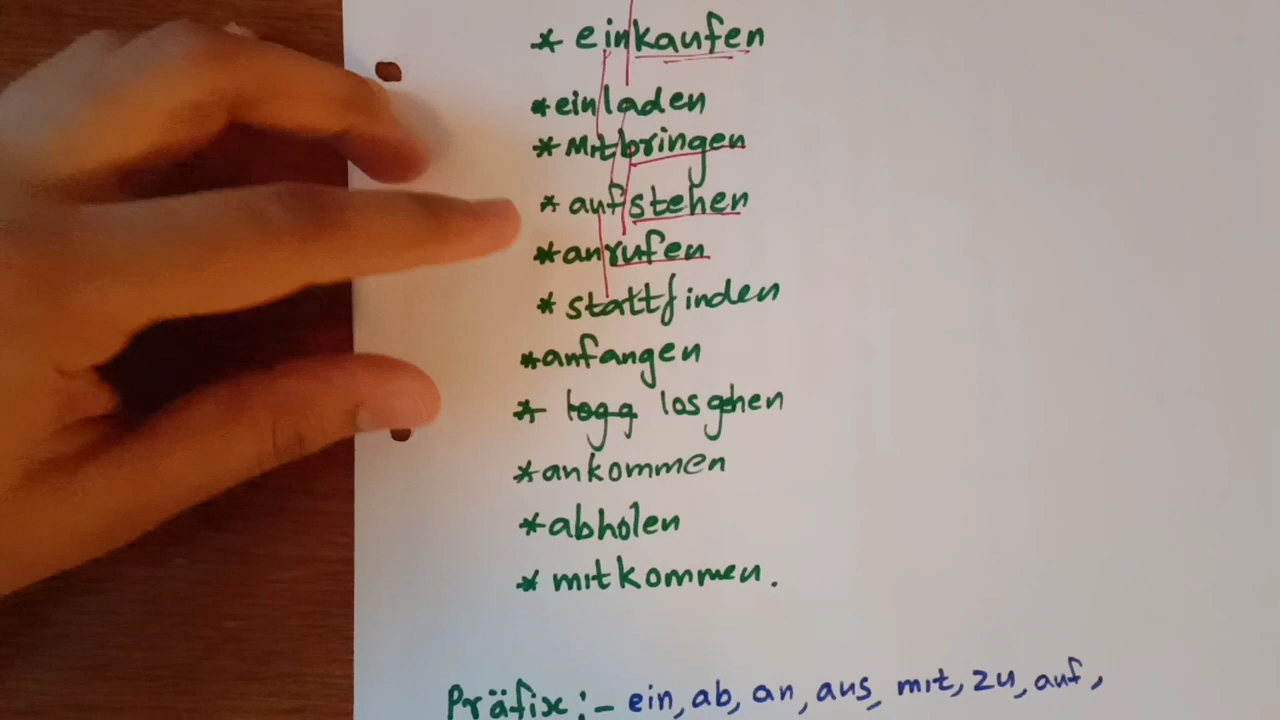 * einkaufen
* einladen
* Mitbringen
* aufstehen
* anrufen
* stattfinden
* anfangen
* losgehen
* ankommen
* abholen
* mitkommen.
Präfix :- ein, ab, an, aus, mit, zu, auf,